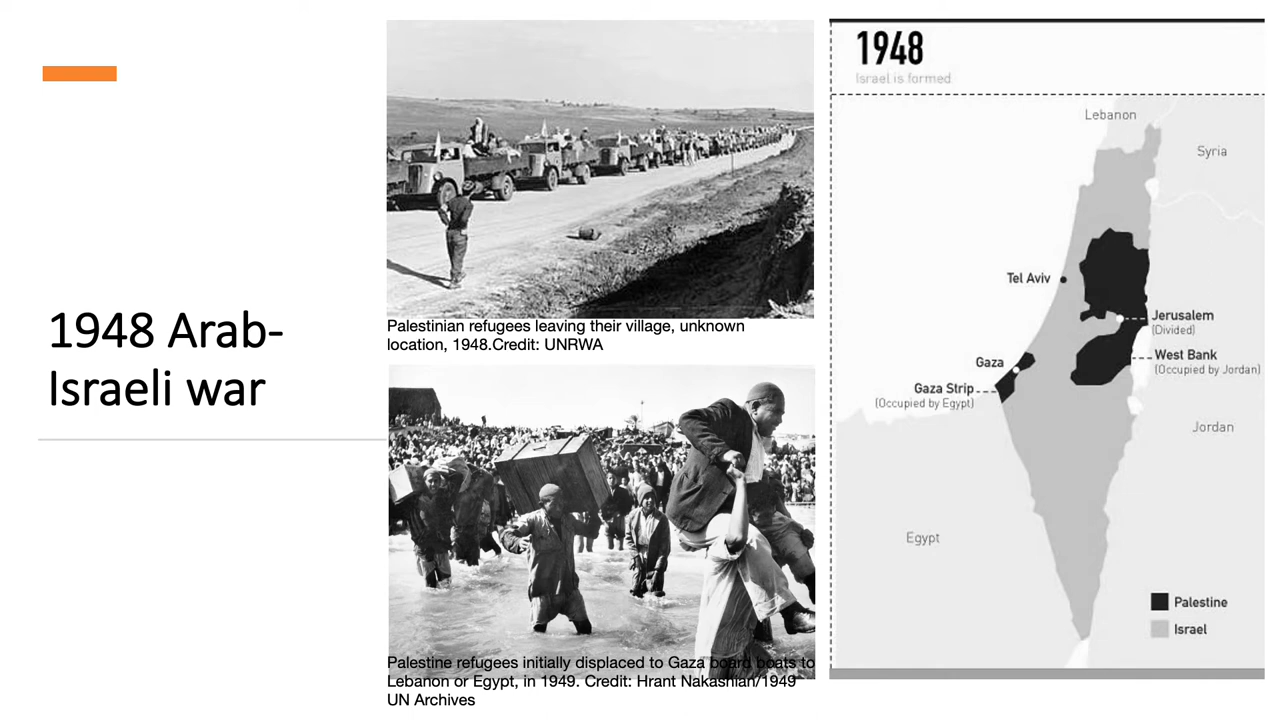 1948 Arab-
Israeli war
Palestinian refugees leaving their village, unknown
location, 1948.Credit: UNRWA
Palestine refugees initially displaced to Gaza board boats to
Lebanon or Egypt, in 1949. Credit: Hrant Nakashian/1949
UN Archives
1948
Israel is formed
Lebanon
Syria
Tel Aviv
Jerusalem
(Divided)
West Bank
(Occupied by Jordan)
Gaza
Gaza Strip
(Occupied by Egypt)
Jordan
Egypt
Palestine
Israel